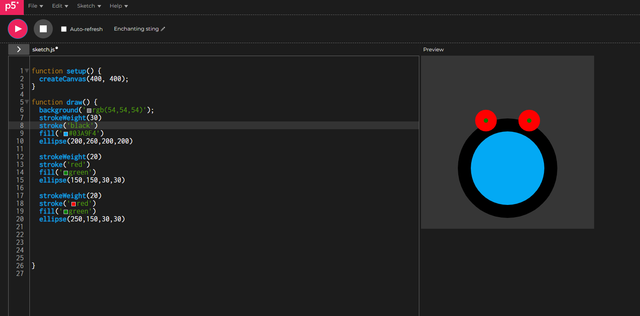 p5* File Edit Sketch Help
Auto-refresh Enchanting sting
sketch.js* Preview
1 function setup() {
2 createCanvas(400, 400);
3 }
4
5 function draw() {
6 background('rgb(54,54,54)');
7 strokeWeight(30)
8 stroke('black')
9 fill('#03A9F4')
10 ellipse(200,260,200,200)
11
12 strokeWeight(20)
13 stroke('red')
14 fill('green')
15 ellipse(150,150,30,30)
16
17 strokeWeight(20)
18 stroke('red')
19 fill('green')
20 ellipse(250,150,30,30)
21
22
23
24
25
26 }
27